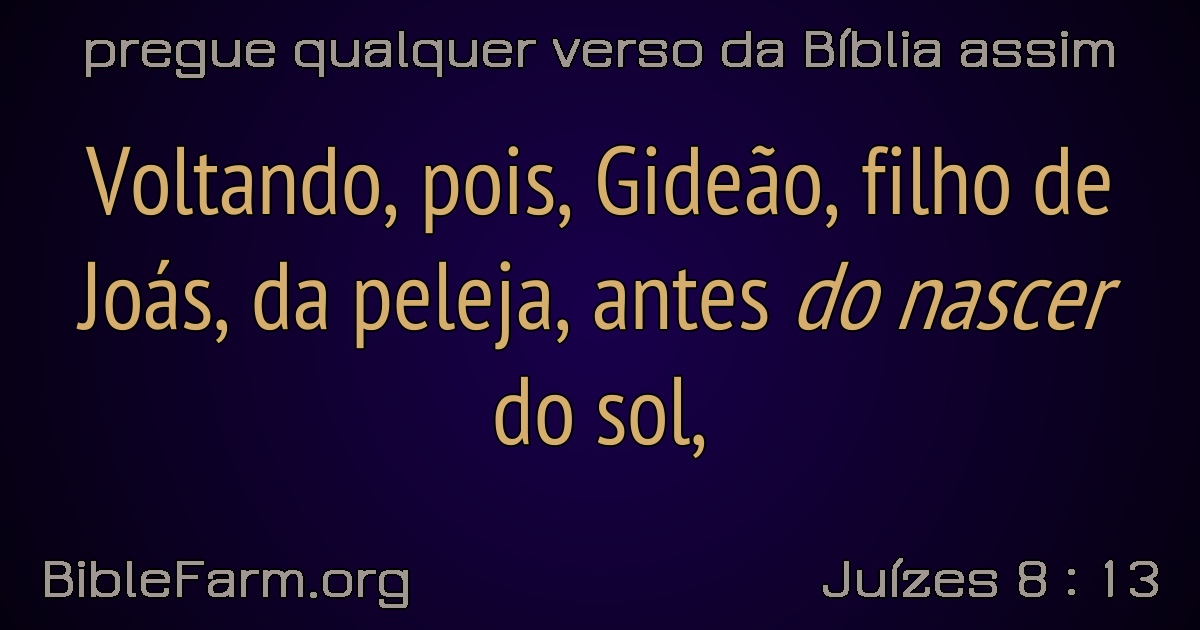 pregue qualquer verso da Bíblia assim
Voltando, pois, Gideão, filho de
Joás, da peleja, antes do nascer
do sol,
BibleFarm.org
Juízes 8 : 13